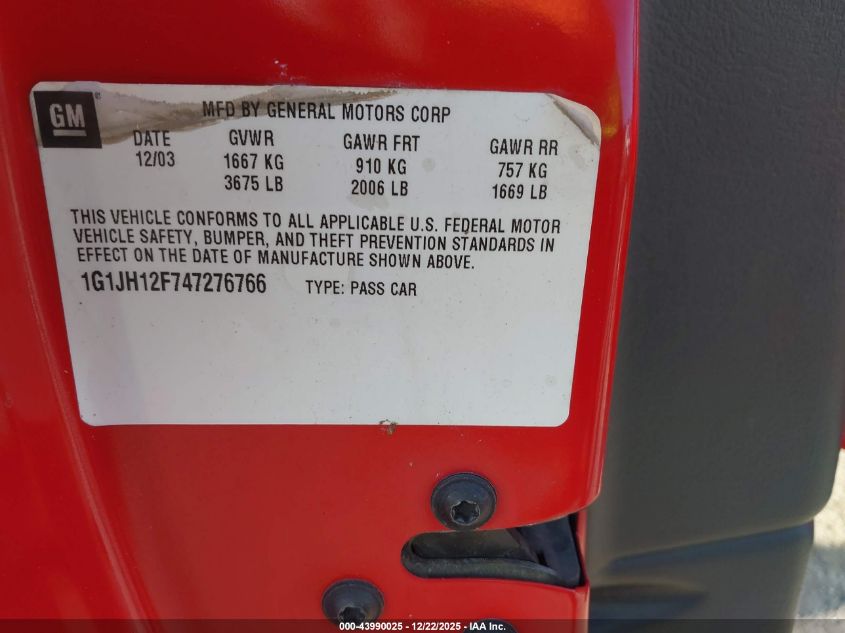 GM
MFD BY GENERAL MOTORS CORP
DATE GVWR GAWR FRT GAWR RR
12/03 1667 KG 910 KG 757 KG
3675 LB 2006 LB 1669 LB
THIS VEHICLE CONFORMS TO ALL APPLICABLE U.S. FEDERAL MOTOR
VEHICLE SAFETY, BUMPER, AND THEFT PREVENTION STANDARDS IN
EFFECT ON THE DATE OF MANUFACTURE SHOWN ABOVE.
1G1JH12F747276766 TYPE: PASS CAR
000-43990025 - 12/22/2025 - IAA Inc.